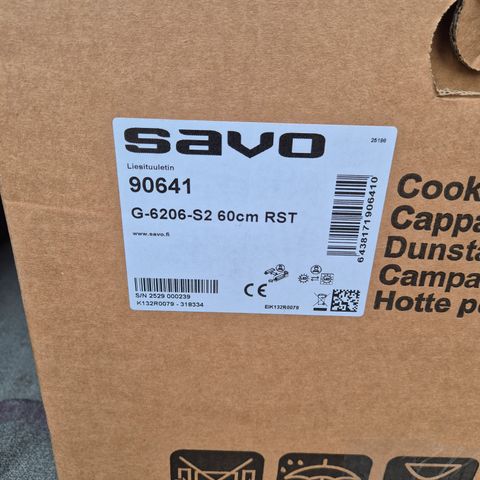 savo
25196
Liesituuletin
90641
G-6206-S2 60cm RST
www.savo.fi
6438171906410
S/N 2529 000239
K132R0079 - 318334
EIK132R0079
CE
Cook
Cappa
Dunsta
Campa
Hotte p